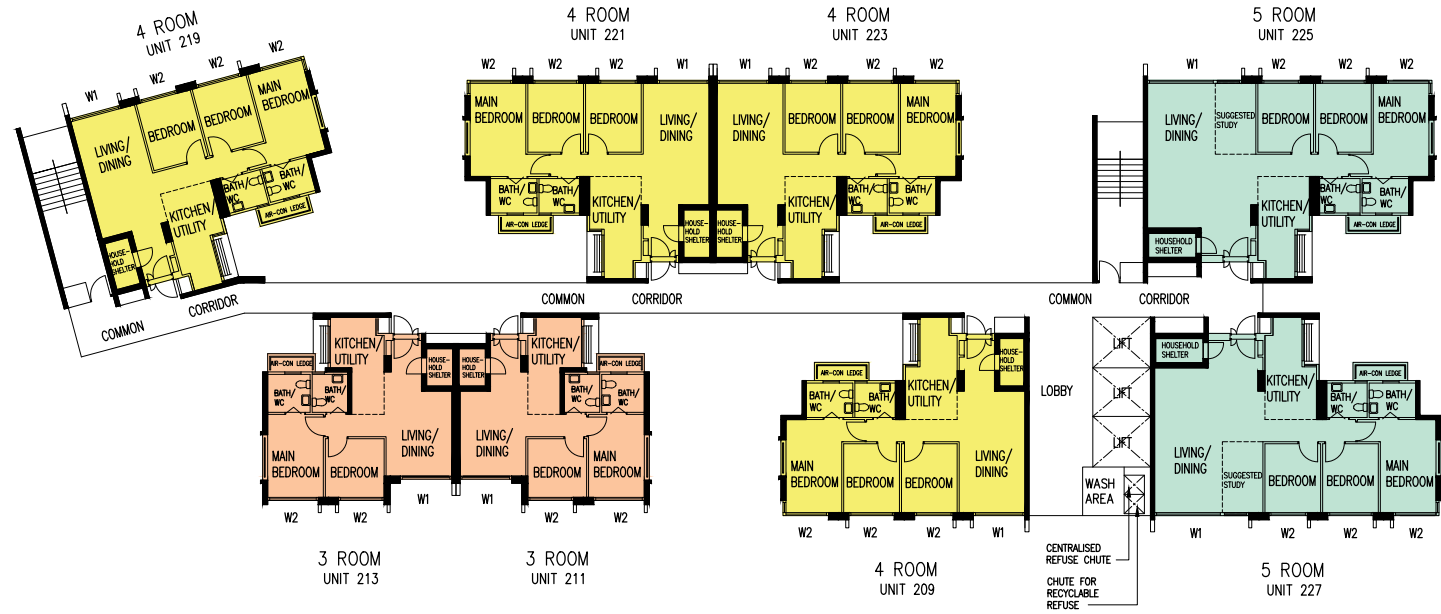 4 ROOM
UNIT 219
W1
W2
W2
W2
LIVING/
DINING
BEDROOM
BEDROOM
MAIN
BEDROOM
BATH/
WC
BATH/
WC
AIR-CON LEDGE
KITCHEN/
UTILITY
HOUSE-
HOLD
SHELTER
4 ROOM
UNIT 221
W2
W2
W2
W1
MAIN
BEDROOM
BEDROOM
BEDROOM
LIVING/
DINING
BATH/
WC
BATH/
WC
AIR-CON LEDGE
KITCHEN/
UTILITY
HOUSE-
HOLD
SHELTER
4 ROOM
UNIT 223
W1
W2
W2
W2
LIVING/
DINING
BEDROOM
BEDROOM
MAIN
BEDROOM
BATH/
WC
BATH/
WC
AIR-CON LEDGE
KITCHEN/
UTILITY
HOUSE-
HOLD
SHELTER
5 ROOM
UNIT 225
W1
W2
W2
W2
LIVING/
DINING
SUGGESTED
STUDY
BEDROOM
BEDROOM
MAIN
BEDROOM
BATH/
WC
BATH/
WC
AIR-CON LEDGE
KITCHEN/
UTILITY
HOUSEHOLD
SHELTER
COMMON
CORRIDOR
COMMON
CORRIDOR
COMMON
CORRIDOR
KITCHEN/
UTILITY
HOUSE-
HOLD
SHELTER
AIR-CON LEDGE
BATH/
WC
BATH/
WC
LIVING/
DINING
MAIN
BEDROOM
BEDROOM
W1
W2
W2
3 ROOM
UNIT 213
KITCHEN/
UTILITY
HOUSE-
HOLD
SHELTER
AIR-CON LEDGE
BATH/
WC
BATH/
WC
LIVING/
DINING
BEDROOM
MAIN
BEDROOM
W1
W2
W2
3 ROOM
UNIT 211
KITCHEN/
UTILITY
HOUSE-
HOLD
SHELTER
AIR-CON LEDGE
BATH/
WC
BATH/
WC
MAIN
BEDROOM
BEDROOM
BEDROOM
LIVING/
DINING
W2
W2
W2
W1
4 ROOM
UNIT 209
LOBBY
LIFT
LIFT
LIFT
WASH
AREA
CENTRALISED
REFUSE CHUTE
CHUTE FOR
RECYCLABLE
REFUSE
HOUSEHOLD
SHELTER
KITCHEN/
UTILITY
AIR-CON LEDGE
BATH/
WC
BATH/
WC
LIVING/
DINING
SUGGESTED
STUDY
BEDROOM
BEDROOM
MAIN
BEDROOM
W1
W2
W2
W2
5 ROOM
UNIT 227